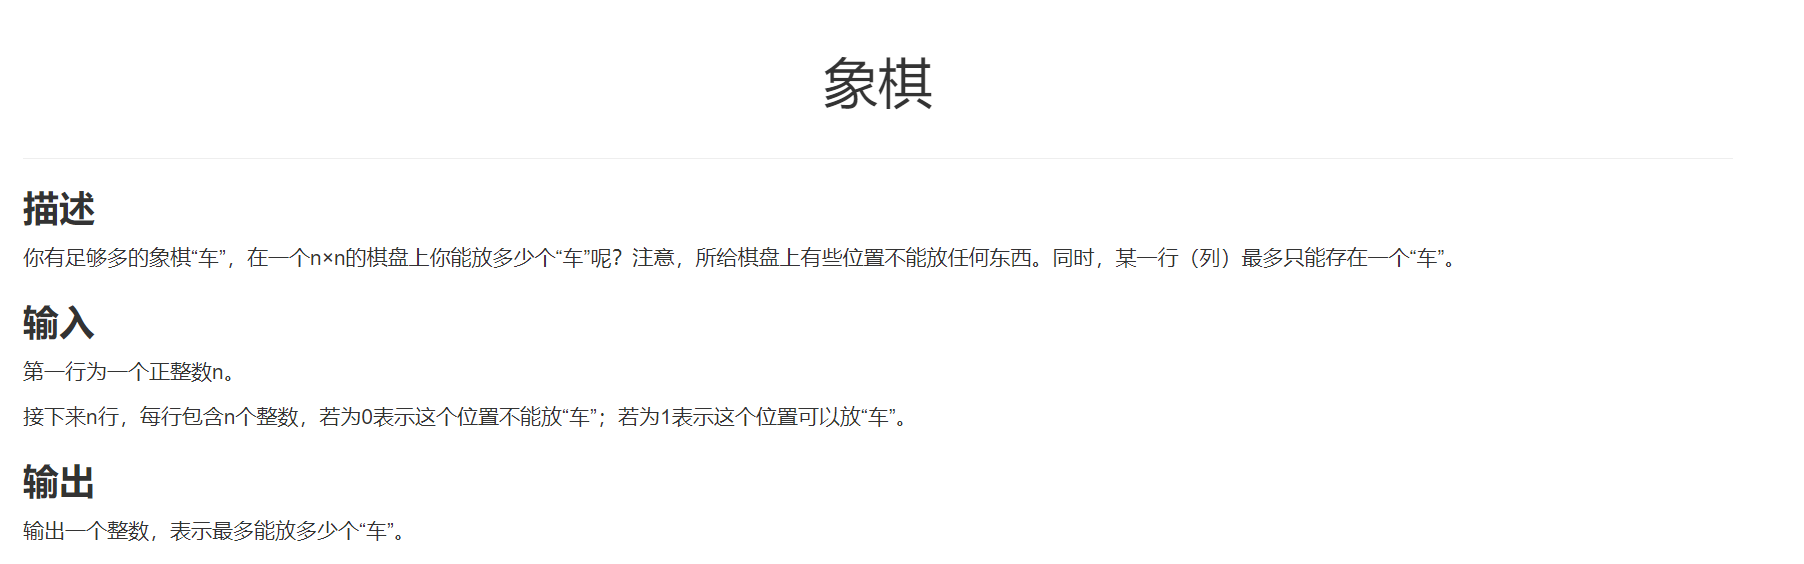 象棋
描述
你有足够多的象棋“车”，在一个n×n的棋盘上你能放多少个“车”呢？注意，所给棋盘上有些位置不能放任何东西。同时，某一行（列）最多只能存在一个“车”。
输入
第一行为一个正整数n。
接下来n行，每行包含n个整数，若为0表示这个位置不能放“车”；若为1表示这个位置可以放“车”。
输出
输出一个整数，表示最多能放多少个“车”。